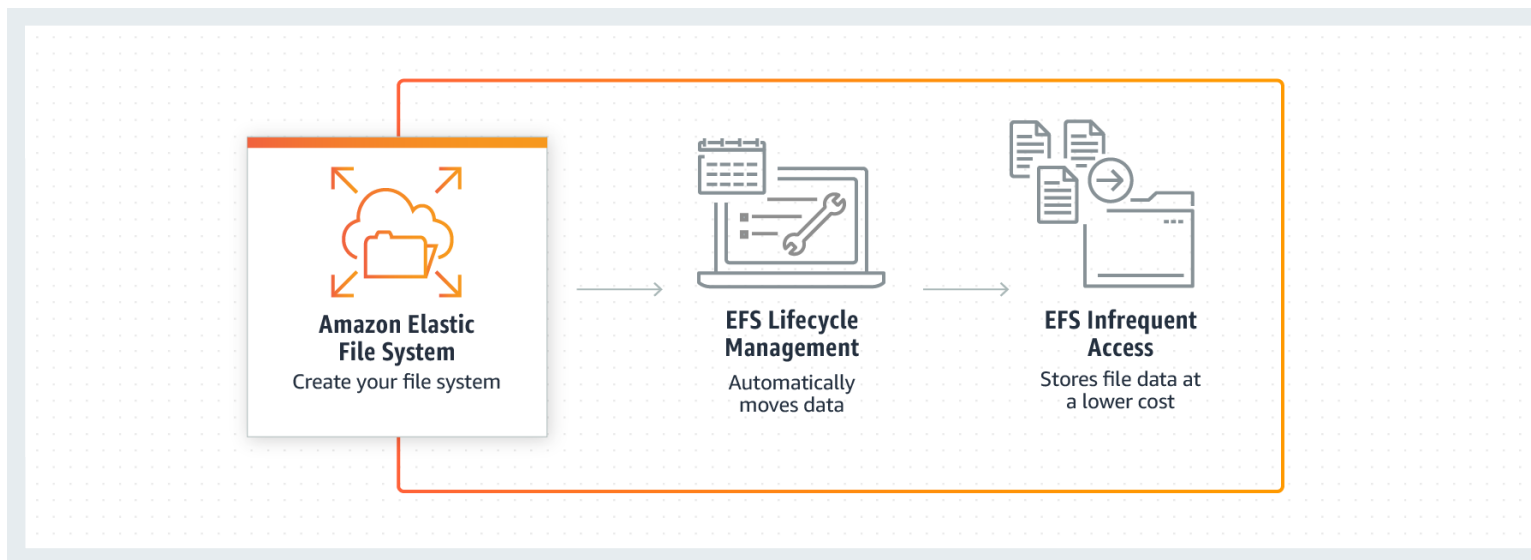 Amazon Elastic
File System
Create your file system
EFS Lifecycle
Management
Automatically
moves data
EFS Infrequent
Access
Stores file data at
a lower cost